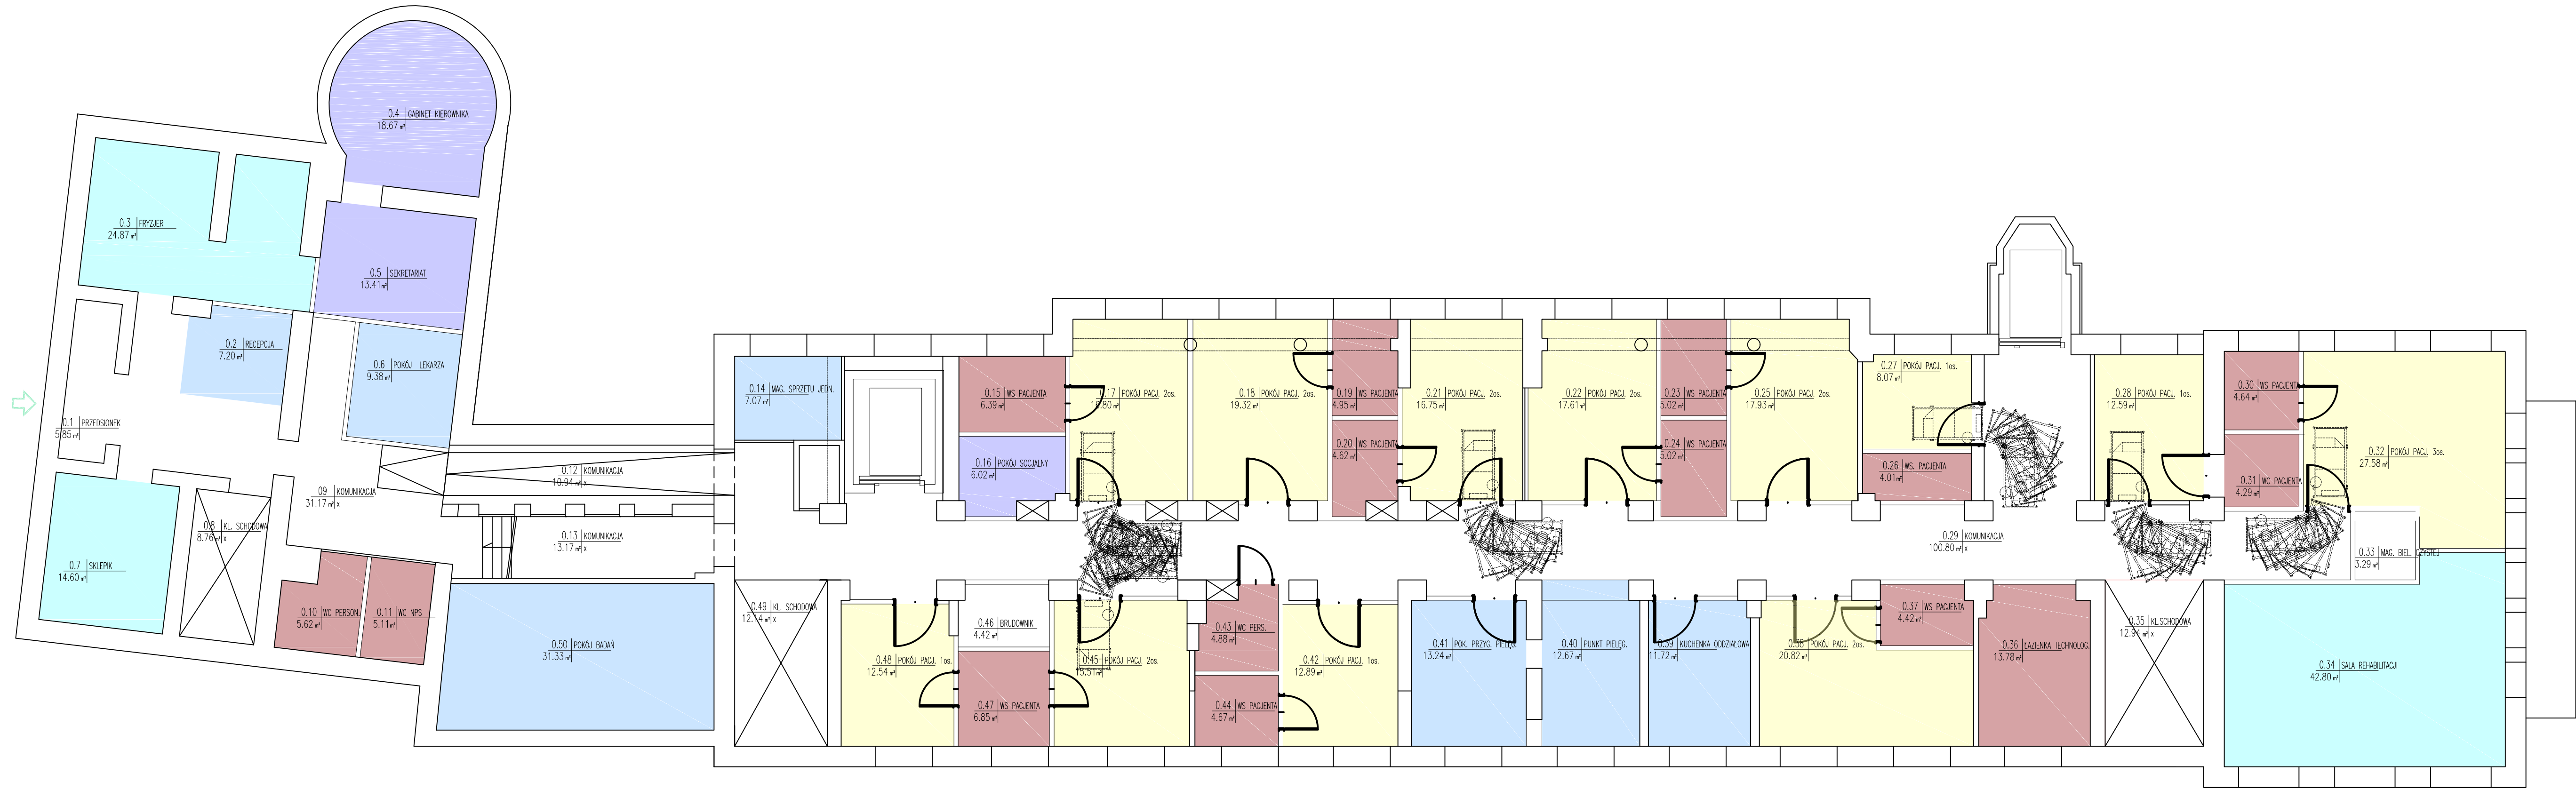 0.4 GABINET KIEROWNIKA
18.67 m²
0.3 FRYZJER
24.87 m²
0.5 SEKRETARIAT
13.41 m²
0.2 RECEPCJA
7.20 m²
0.6 POKÓJ LEKARZA
9.38 m²
0.1 PRZEDSIONEK
5.85 m²
09 KOMUNIKACJA
31.17 m² x
0.8 KL. SCHODOWA
8.76 m² x
0.7 SKLEPIK
14.60 m²
0.10 WC PERSON.
5.62 m²
0.11 WC NPS
5.11 m²
0.12 KOMUNIKACJA
10.94 m² x
0.13 KOMUNIKACJA
13.17 m² x
0.50 POKÓJ BADAŃ
31.33 m²
0.14 MAG. SPRZĘTU JEDN.
7.07 m²
0.15 WS PACJENTA
6.39 m²
0.16 POKÓJ SOCJALNY
6.02 m²
0.17 POKÓJ PACJ. 2os.
16.80 m²
0.18 POKÓJ PACJ. 2os.
19.32 m²
0.19 WS PACJENTA
4.95 m²
0.20 WS PACJENTA
4.62 m²
0.21 POKÓJ PACJ. 2os.
16.75 m²
0.22 POKÓJ PACJ. 2os.
17.61 m²
0.23 WS PACJENTA
5.02 m²
0.24 WS PACJENTA
5.02 m²
0.25 POKÓJ PACJ. 2os.
17.93 m²
0.27 POKÓJ PACJ. 1os.
8.07 m²
0.26 WS. PACJENTA
4.01 m²
0.28 POKÓJ PACJ. 1os.
12.59 m²
0.30 WS PACJENTA
4.64 m²
0.31 WC PACJENTA
4.29 m²
0.32 POKÓJ PACJ. 3os.
27.58 m²
0.29 KOMUNIKACJA
100.80 m² x
0.33 MAG. BIEL. CZYSTEJ
3.29 m²
0.49 KL. SCHODOWA
12.14 m² x
0.48 POKÓJ PACJ. 1os.
12.54 m²
0.46 BRUDOWNIK
4.42 m²
0.47 WS PACJENTA
6.85 m²
0.45 POKÓJ PACJ. 2os.
15.51 m²
0.43 WC PERS.
4.88 m²
0.44 WS PACJENTA
4.67 m²
0.42 POKÓJ PACJ. 1os.
12.89 m²
0.41 POK. PRZYG. PIELĘG.
13.24 m²
0.40 PUNKT PIELĘG.
12.67 m²
0.39 KUCHENKA ODDZIAŁOWA
11.72 m²
0.38 POKÓJ PACJ. 2os.
20.82 m²
0.37 WS PACJENTA
4.42 m²
0.36 ŁAZIENKA TECHNOLOG.
13.78 m²
0.35 KL.SCHODOWA
12.94 m² x
0.34 SALA REHABILITACJI
42.80 m²